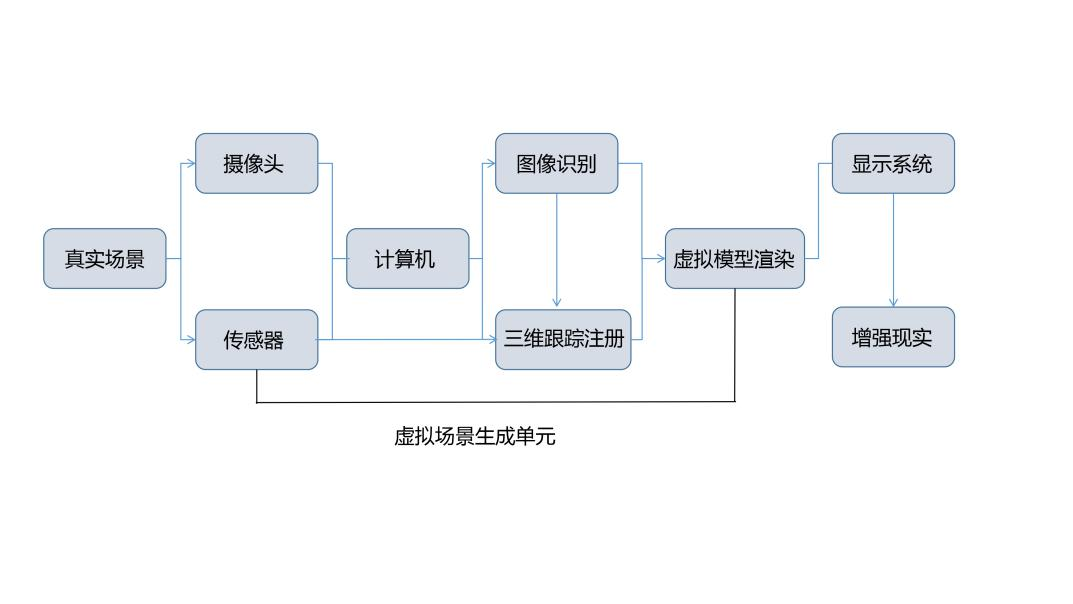 摄像头
图像识别
显示系统
真实场景
计算机
虚拟模型渲染
传感器
三维跟踪注册
增强现实
虚拟场景生成单元